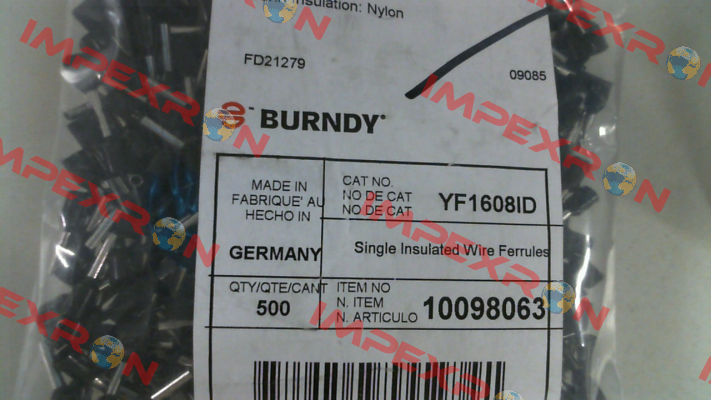 Insulation: Nylon
FD21279
09085
BURNDY
MADE IN
FABRIQUE' AU
HECHO IN
GERMANY
CAT NO.
NO DE CAT
NO DE CAT
YF1608ID
Single Insulated Wire Ferrules
QTY/QTE/CANT
500
ITEM NO
N. ITEM
N. ARTICULO
10098063
IMPEXRON
IMPEXRON
IMPEXRON
IMPEXRON
IMPEXRON
IMPEXRON